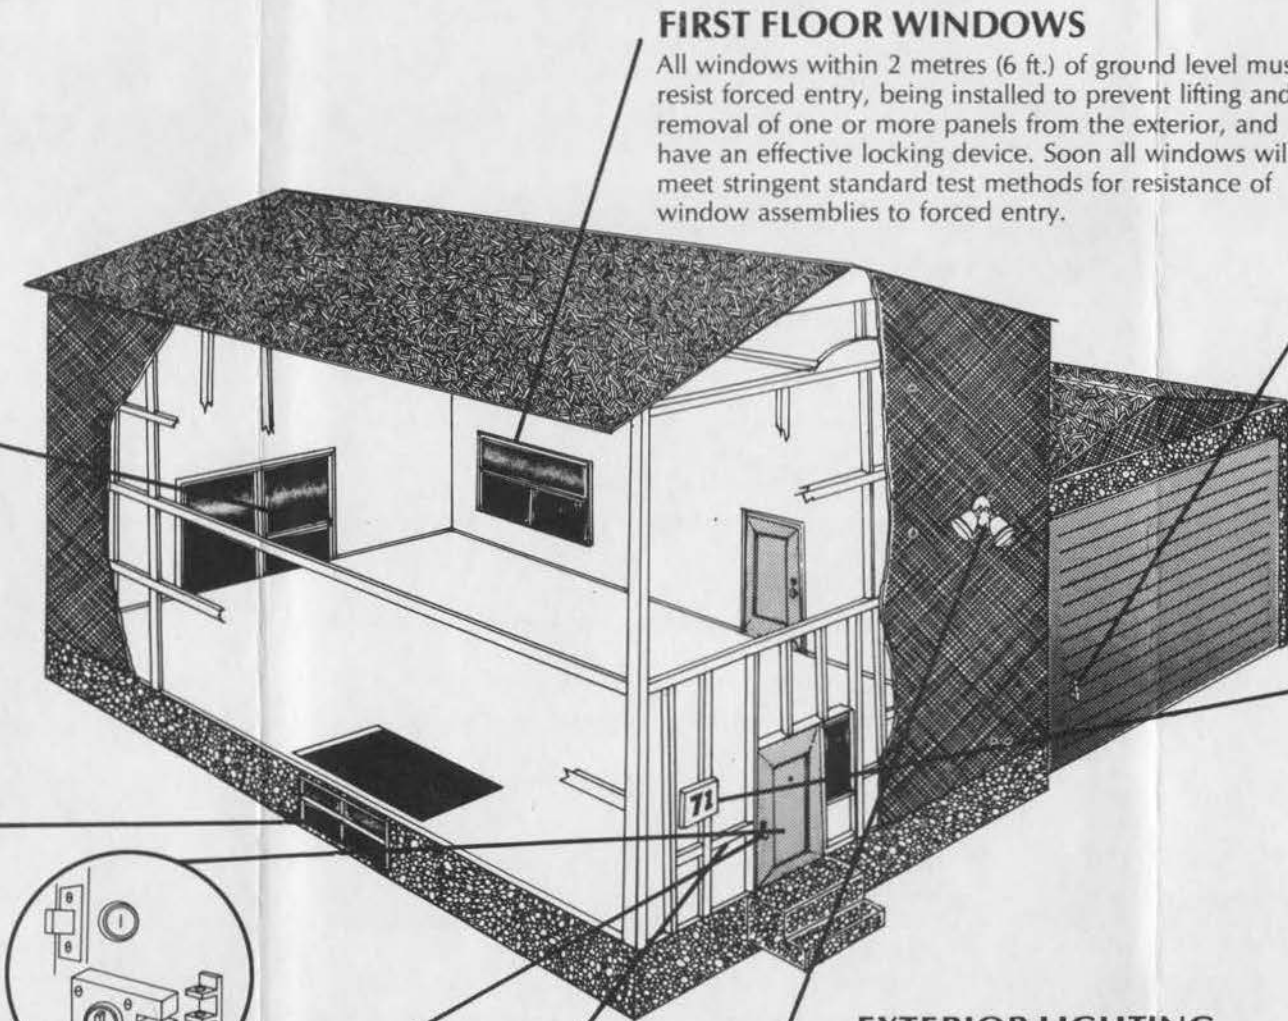 FIRST FLOOR WINDOWS
All windows within 2 metres (6 ft.) of ground level mus
resist forced entry, being installed to prevent lifting and
removal of one or more panels from the exterior, and
have an effective locking device. Soon all windows wil
meet stringent standard test methods for resistance of
window assemblies to forced entry.
71
EXTERIOR LIGHTING